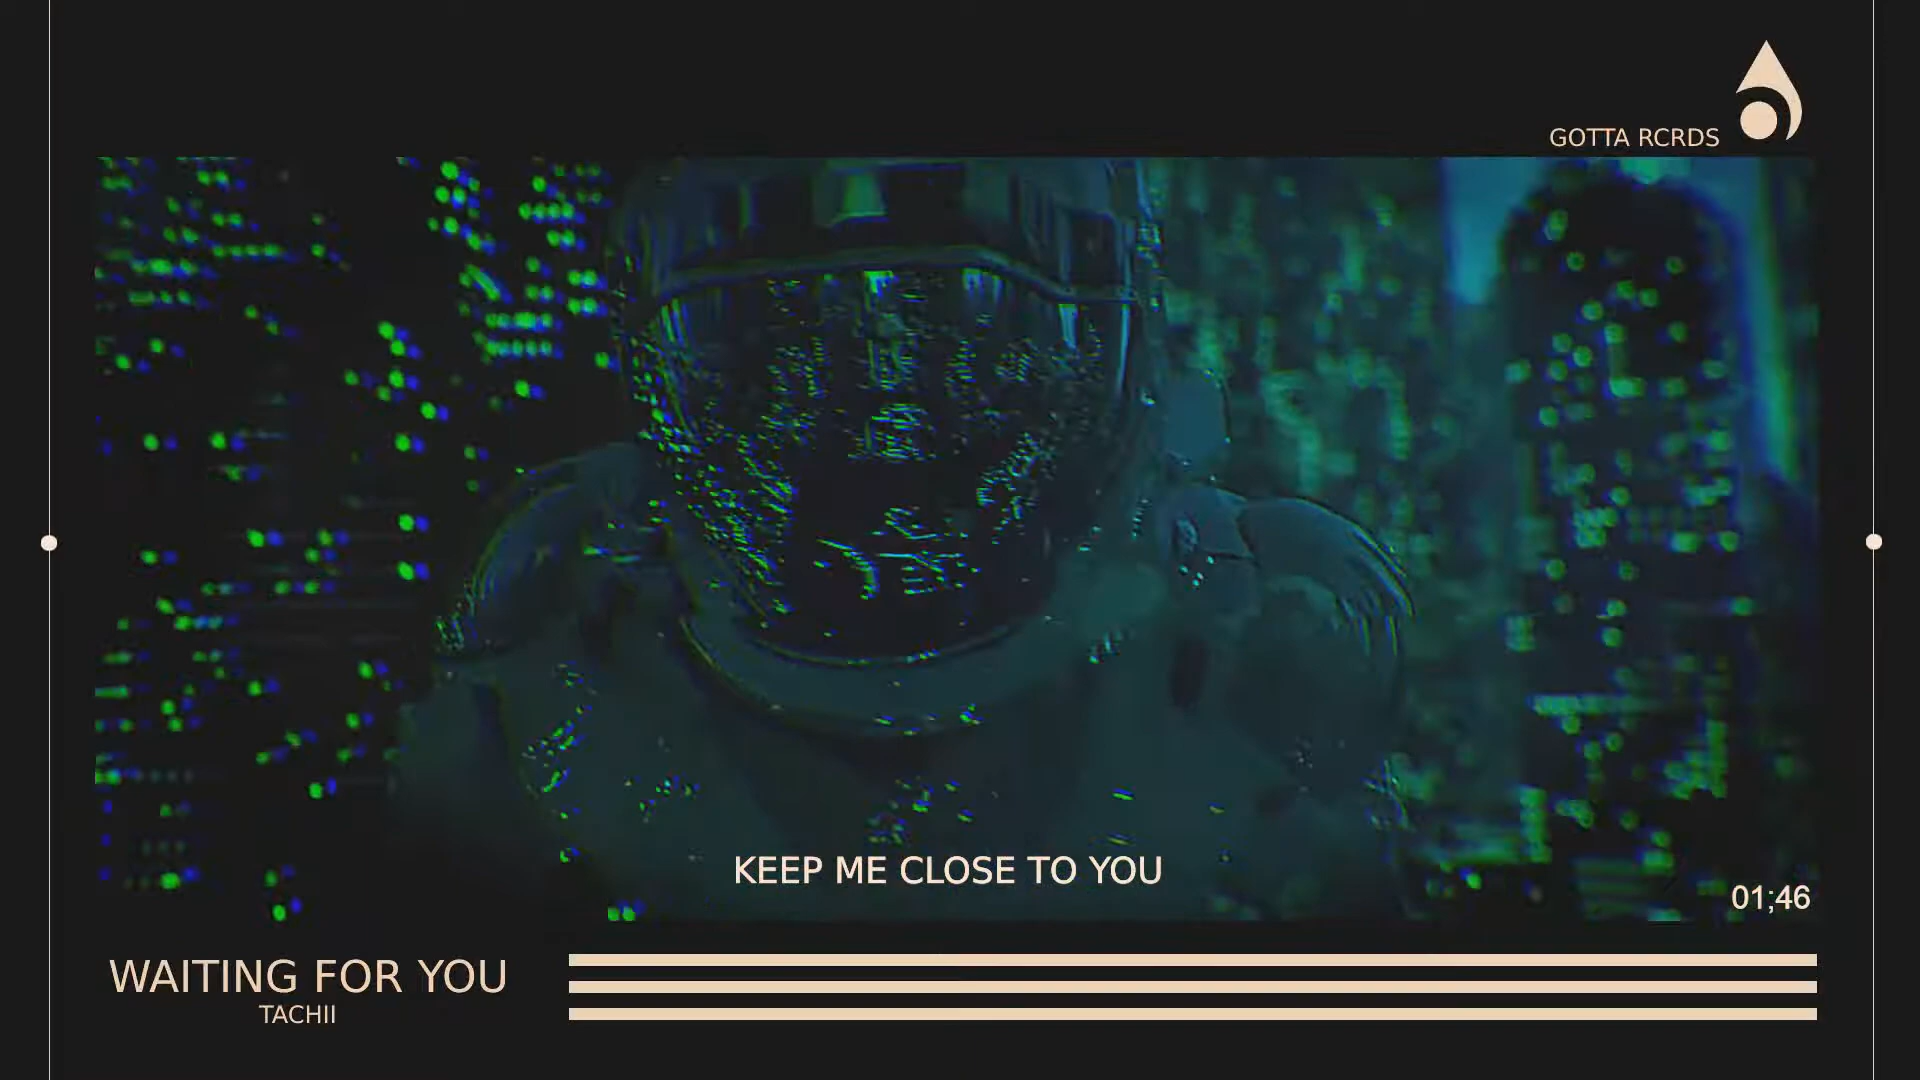 GOTTA RCRDS
KEEP ME CLOSE TO YOU
01;46
WAITING FOR YOU
TACHII